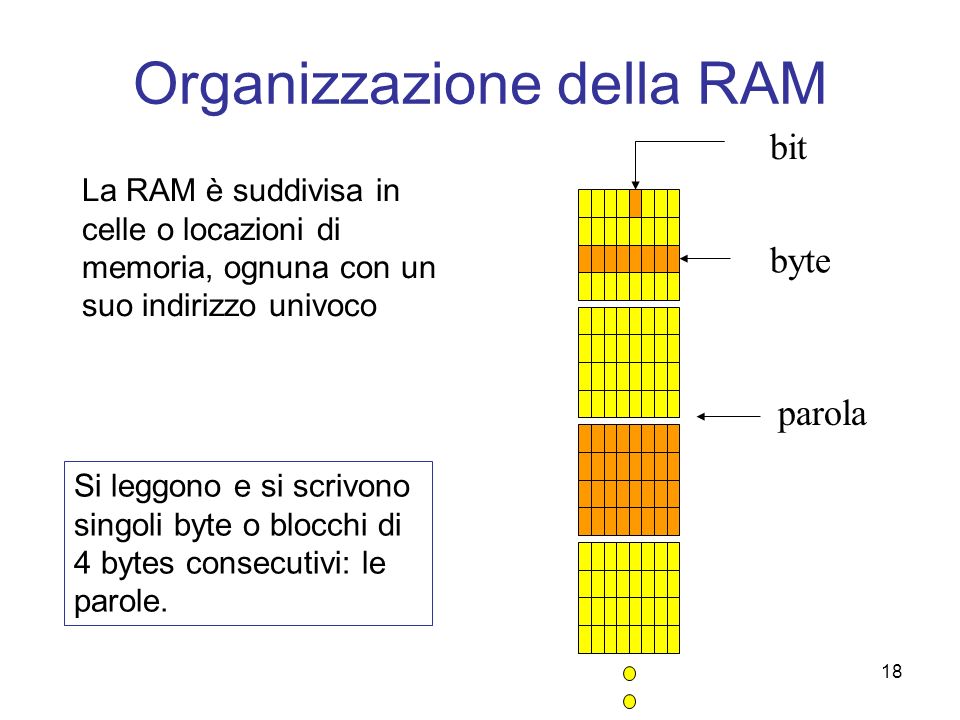 Organizzazione della RAM
bit
La RAM è suddivisa in
celle o locazioni di
memoria, ognuna con un
suo indirizzo univoco
byte
parola
Si leggono e si scrivono
singoli byte o blocchi di
4 bytes consecutivi: le
parole.
18